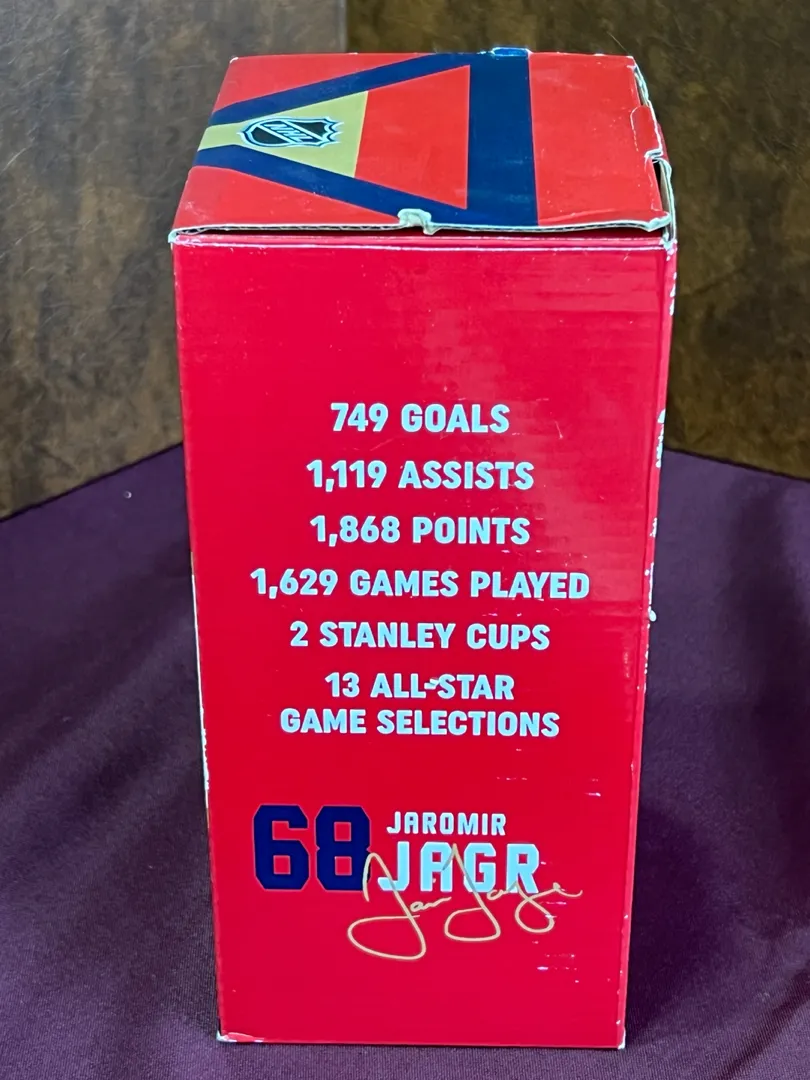 NHL
749 GOALS
1,119 ASSISTS
1,868 POINTS
1,629 GAMES PLAYED
2 STANLEY CUPS
13 ALL-STAR
GAME SELECTIONS
68 JAROMIR
JAGR